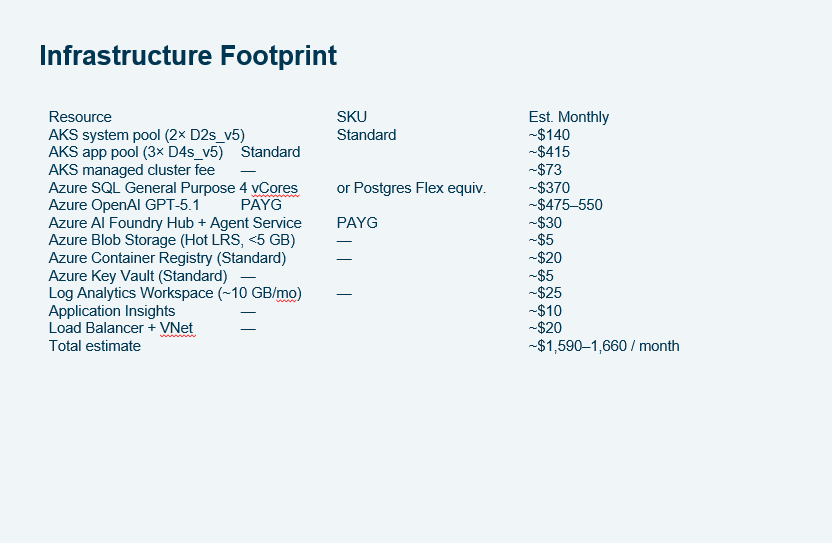 Infrastructure Footprint
Resource SKU Est. Monthly
AKS system pool (2× D2s_v5) Standard ~$140
AKS app pool (3× D4s_v5) Standard ~$415
AKS managed cluster fee — ~$73
Azure SQL General Purpose 4 vCores or Postgres Flex equiv. ~$370
Azure OpenAI GPT-5.1 PAYG ~$475–550
Azure AI Foundry Hub + Agent Service PAYG ~$30
Azure Blob Storage (Hot LRS, <5 GB) — ~$5
Azure Container Registry (Standard) — ~$20
Azure Key Vault (Standard) — ~$5
Log Analytics Workspace (~10 GB/mo) — ~$25
Application Insights — ~$10
Load Balancer + VNet — ~$20
Total estimate ~$1,590–1,660 / month